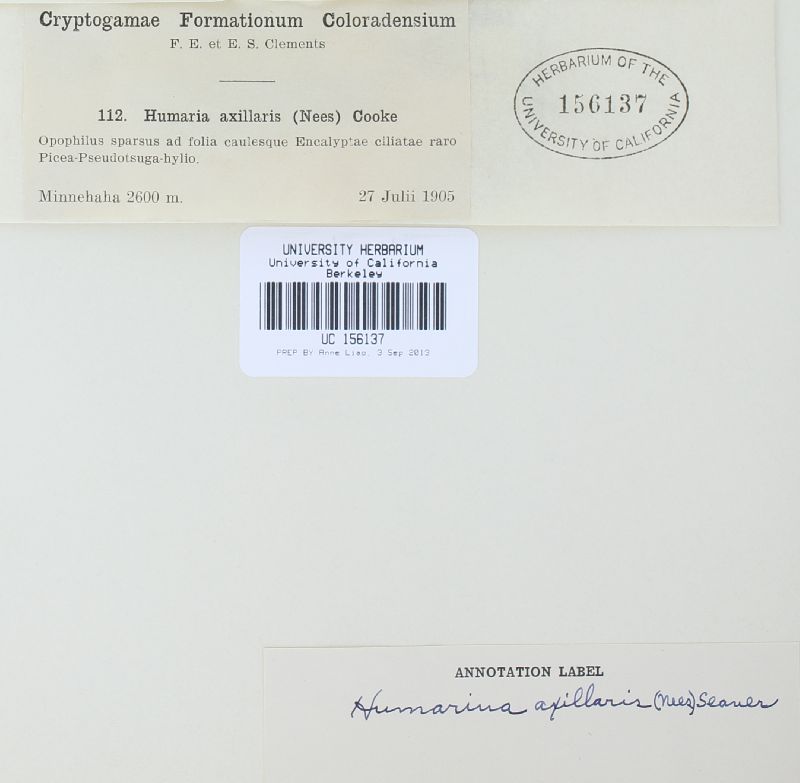 Cryptogamae Formationum Coloradensium
F. E. et E. S. Clements
112. Humaria axillaris (Nees) Cooke
Opophilus sparsus ad folia caulesque Encalyptae ciliatae raro
Picea-Pseudotsuga-hylio.
Minnehaha 2600 m. 27 Julii 1905
HERBARIUM OF THE
156137
UNIVERSITY OF CALIFORNIA
UNIVERSITY HERBARIUM
University of California
Berkeley
UC 156137
PREP BY Anne Liao, 3 Sep 2013
ANNOTATION LABEL
Humarina axillaris (Nees) Seaver